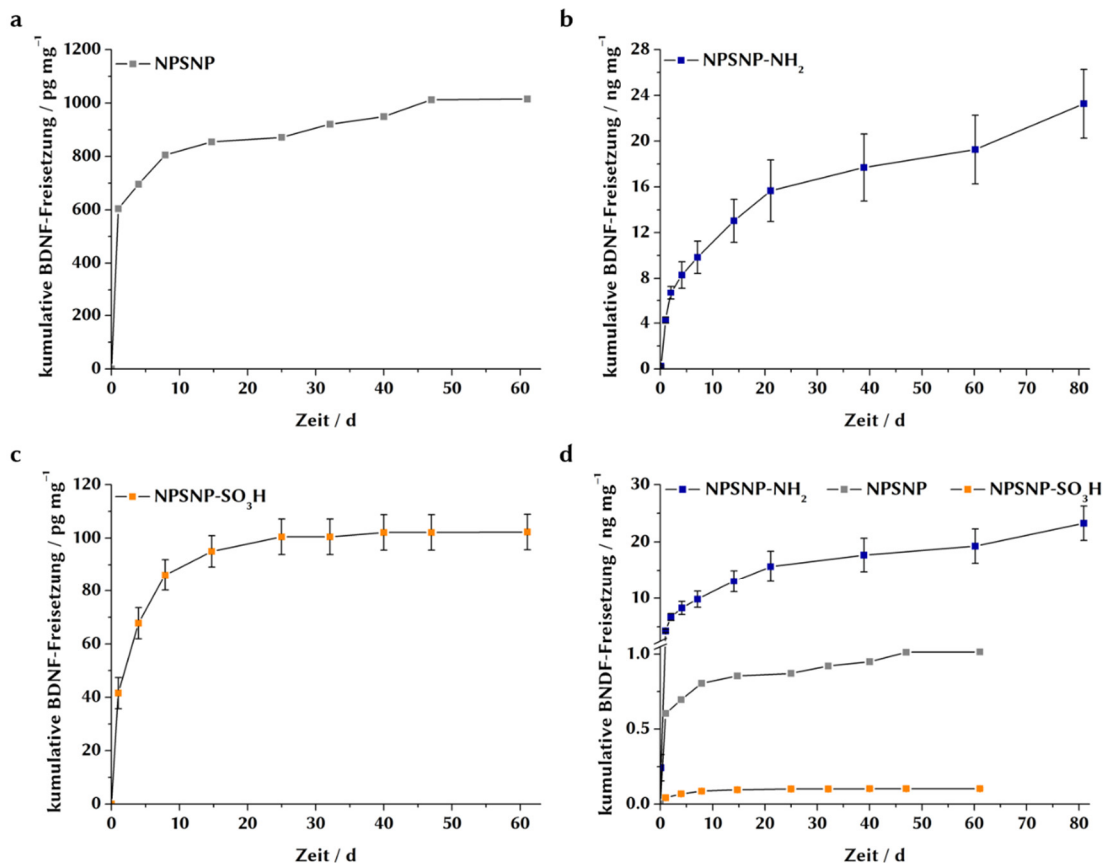 a
kumulative BDNF-Freisetzung / pg mg⁻¹
1200
1000
800
600
400
200
0
NPSNP
0 10 20 30 40 50 60
Zeit / d
b
kumulative BDNF-Freisetzung / ng mg⁻¹
28
24
20
16
12
8
4
0
NPSNP-NH₂
0 10 20 30 40 50 60 70 80
Zeit / d
c
kumulative BDNF-Freisetzung / pg mg⁻¹
120
100
80
60
40
20
0
NPSNP-SO₃H
0 10 20 30 40 50 60
Zeit / d
d
kumulative BNDF-Freisetzung / ng mg⁻¹
30
20
10
1.0
0.5
0.0
NPSNP-NH₂ NPSNP NPSNP-SO₃H
0 10 20 30 40 50 60 70 80
Zeit / d